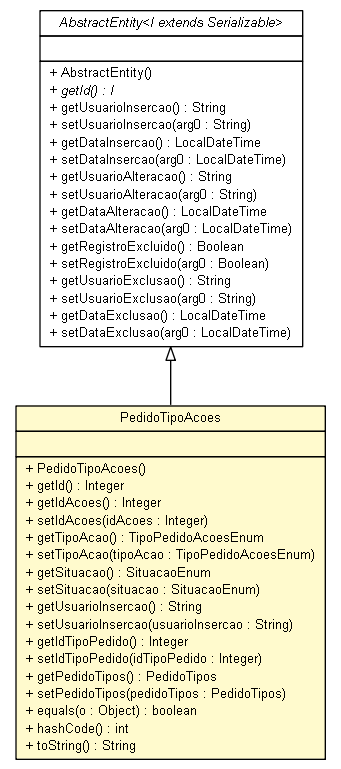 AbstractEntity<I extends Serializable>
+ AbstractEntity()
+ getId() : I
+ getUsuarioInsercao() : String
+ setUsuarioInsercao(arg0 : String)
+ getDataInsercao() : LocalDateTime
+ setDataInsercao(arg0 : LocalDateTime)
+ getUsuarioAlteracao() : String
+ setUsuarioAlteracao(arg0 : String)
+ getDataAlteracao() : LocalDateTime
+ setDataAlteracao(arg0 : LocalDateTime)
+ getRegistroExcluido() : Boolean
+ setRegistroExcluido(arg0 : Boolean)
+ getUsuarioExclusao() : String
+ setUsuarioExclusao(arg0 : String)
+ getDataExclusao() : LocalDateTime
+ setDataExclusao(arg0 : LocalDateTime)
PedidoTipoAcoes
+ PedidoTipoAcoes()
+ getId() : Integer
+ getIdAcoes() : Integer
+ setIdAcoes(idAcoes : Integer)
+ getTipoAcao() : TipoPedidoAcoesEnum
+ setTipoAcao(tipoAcao : TipoPedidoAcoesEnum)
+ getSituacao() : SituacaoEnum
+ setSituacao(situacao : SituacaoEnum)
+ getUsuarioInsercao() : String
+ setUsuarioInsercao(usuarioInsercao : String)
+ getIdTipoPedido() : Integer
+ setIdTipoPedido(idTipoPedido : Integer)
+ getPedidoTipos() : PedidoTipos
+ setPedidoTipos(pedidoTipos : PedidoTipos)
+ equals(o : Object) : boolean
+ hashCode() : int
+ toString() : String